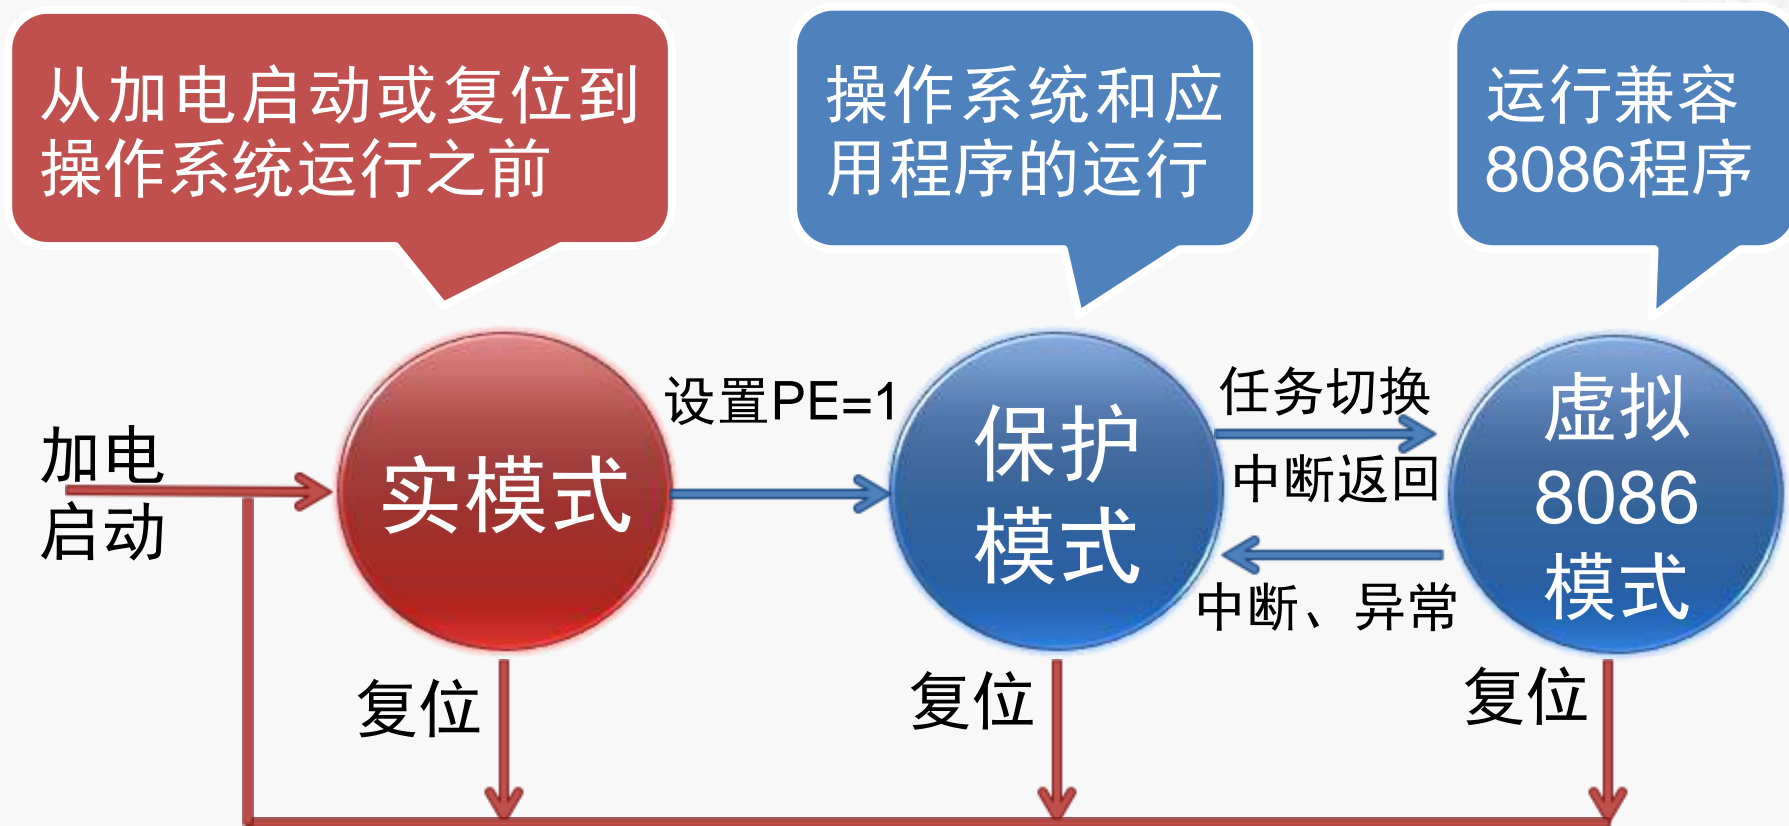 从加电启动或复位到
操作系统运行之前
操作系统和应
用程序的运行
运行兼容
8086程序
加电
启动
实模式
设置PE=1
保护
模式
任务切换
中断返回
中断、异常
虚拟
8086
模式
复位
复位
复位